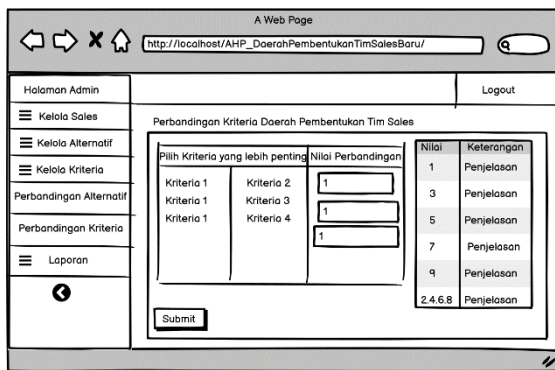 A Web Page
http://localhost/AHP_DaerahPembentukanTimSalesBaru/
Halaman Admin
Logout
Kelola Sales
Kelola Alternatif
Kelola Kriteria
Perbandingan Alternatif
Perbandingan Kriteria
Laporan
Perbandingan Kriteria Daerah Pembentukan Tim Sales
Pilih Kriteria yang lebih penting Nilai Perbandingan
Kriteria 1 Kriteria 2 1
Kriteria 1 Kriteria 3 1
Kriteria 1 Kriteria 4 1
Submit
Nilai Keterangan
1 Penjelasan
3 Penjelasan
5 Penjelasan
7 Penjelasan
9 Penjelasan
2.4.6.8 Penjelasan